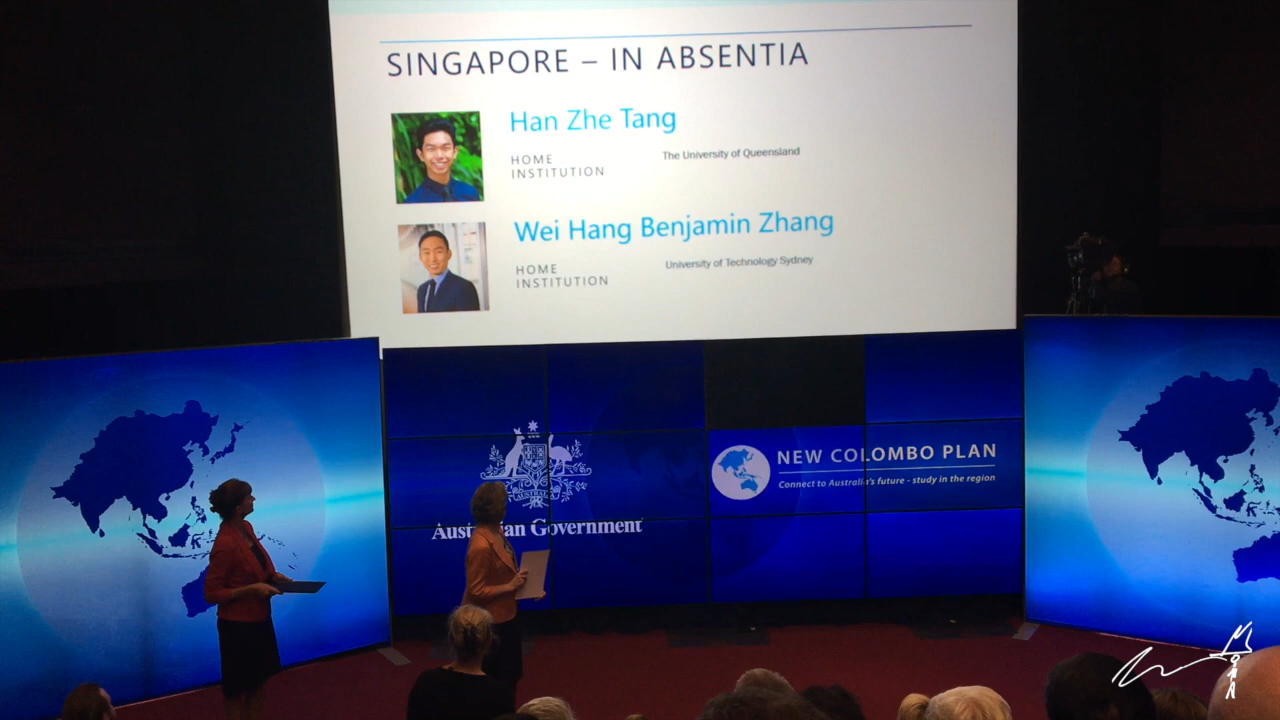 SINGAPORE – IN ABSENTIA
Han Zhe Tang
HOME
INSTITUTION
The University of Queensland
Wei Hang Benjamin Zhang
HOME
INSTITUTION
University of Technology Sydney
NEW COLOMBO PLAN
Connect to Australia's future - study in the region
AUSTRALIA
Government